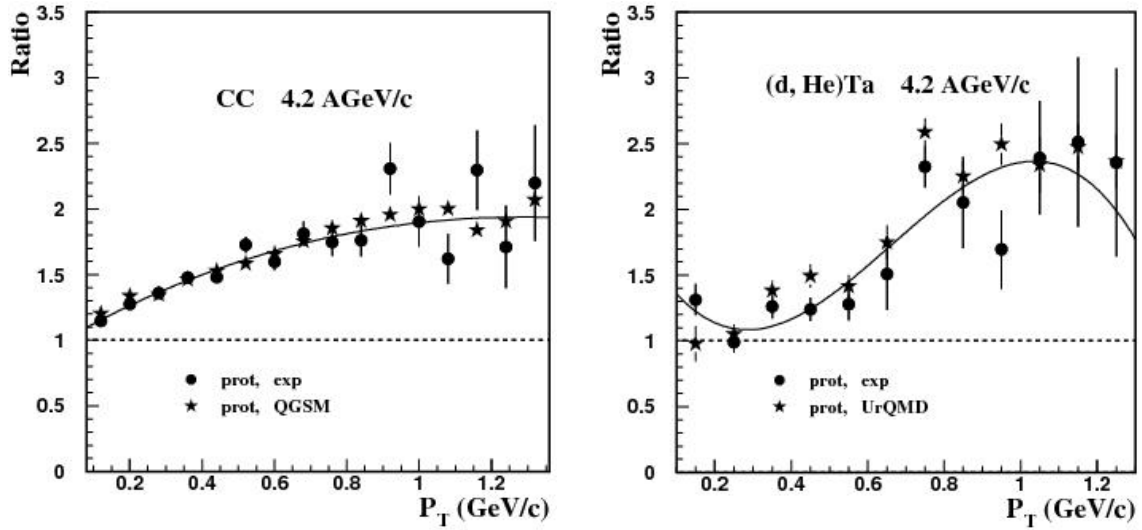 Ratio
3.5
3
2.5
2
1.5
1
0.5
0
CC 4.2 AGeV/c
prot, exp
prot, QGSM
0.2 0.4 0.6 0.8 1 1.2
P_T (GeV/c)
Ratio
3.5
3
2.5
2
1.5
1
0.5
0
(d, He)Ta 4.2 AGeV/c
prot, exp
prot, UrQMD
0.2 0.4 0.6 0.8 1 1.2
P_T (GeV/c)